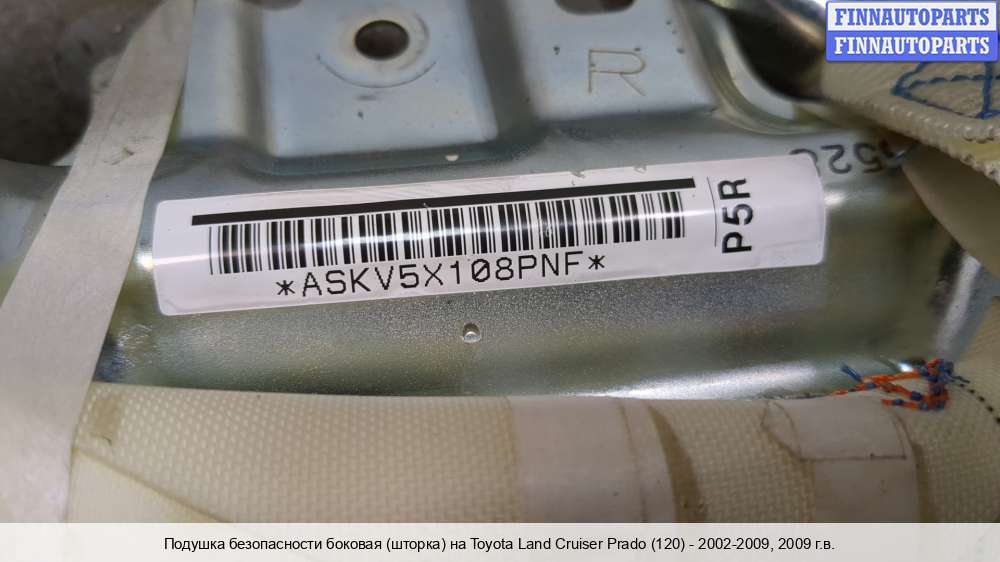 FINNAUTOPARTS
FINNAUTOPARTS
R
P5R
*ASKV5X108PNF*
Подушка безопасности боковая (шторка) на Toyota Land Cruiser Prado (120) - 2002-2009, 2009 г.в.